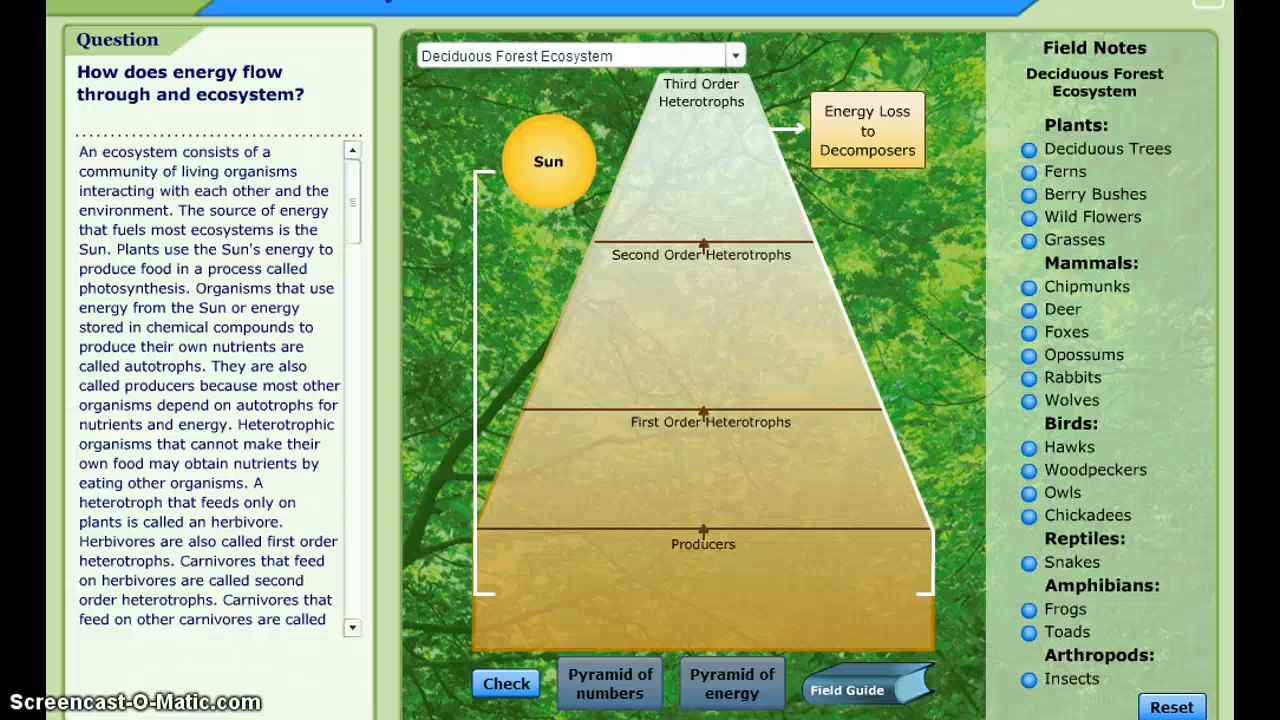 Question
How does energy flow
through and ecosystem?
An ecosystem consists of a
community of living organisms
interacting with each other and the
environment. The source of energy
that fuels most ecosystems is the
Sun. Plants use the Sun's energy to
produce food in a process called
photosynthesis. Organisms that use
energy from the Sun or energy
stored in chemical compounds to
produce their own nutrients are
called autotrophs. They are also
called producers because most other
organisms depend on autotrophs for
nutrients and energy. Heterotrophic
organisms that cannot make their
own food may obtain nutrients by
eating other organisms. A
heterotroph that feeds only on
plants is called an herbivore.
Herbivores are also called first order
heterotrophs. Carnivores that feed
on herbivores are called second
order heterotrophs. Carnivores that
feed on other carnivores are called
Deciduous Forest Ecosystem
Third Order
Heterotrophs
Sun
Energy Loss
to
Decomposers
Second Order Heterotrophs
First Order Heterotrophs
Producers
Check
Pyramid of
numbers
Pyramid of
energy
Field Guide
Field Notes
Deciduous Forest
Ecosystem
Plants:
Deciduous Trees
Ferns
Berry Bushes
Wild Flowers
Grasses
Mammals:
Chipmunks
Deer
Foxes
Opossums
Rabbits
Wolves
Birds:
Hawks
Woodpeckers
Owls
Chickadees
Reptiles:
Snakes
Amphibians:
Frogs
Toads
Arthropods:
Insects
Reset
Screencast-O-Matic.com